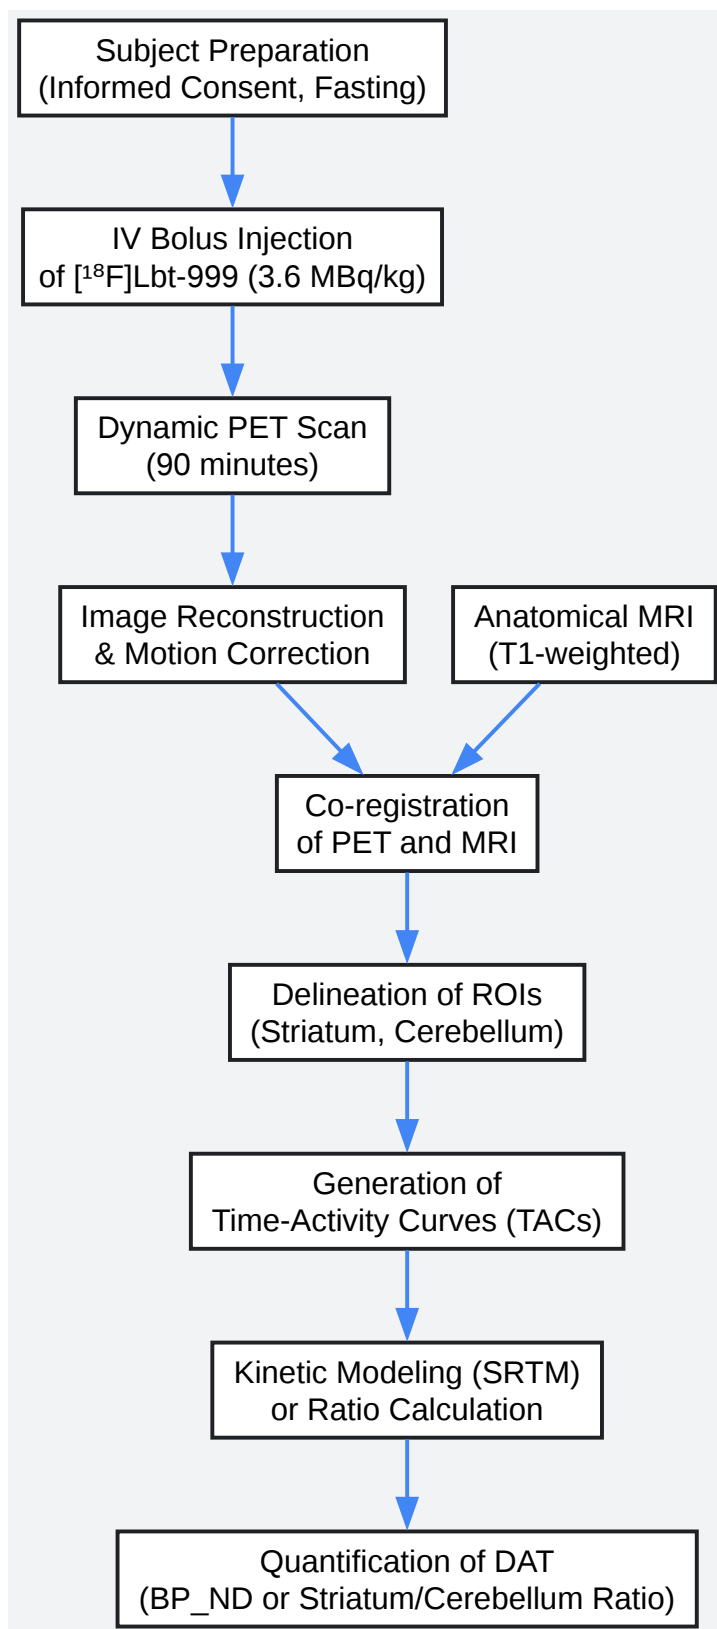 Subject Preparation
(Informed Consent, Fasting)
IV Bolus Injection
of [¹⁸F]Lbt-999 (3.6 MBq/kg)
Dynamic PET Scan
(90 minutes)
Image Reconstruction
& Motion Correction
Anatomical MRI
(T1-weighted)
Co-registration
of PET and MRI
Delineation of ROIs
(Striatum, Cerebellum)
Generation of
Time-Activity Curves (TACs)
Kinetic Modeling (SRTM)
or Ratio Calculation
Quantification of DAT
(BP_ND or Striatum/Cerebellum Ratio)